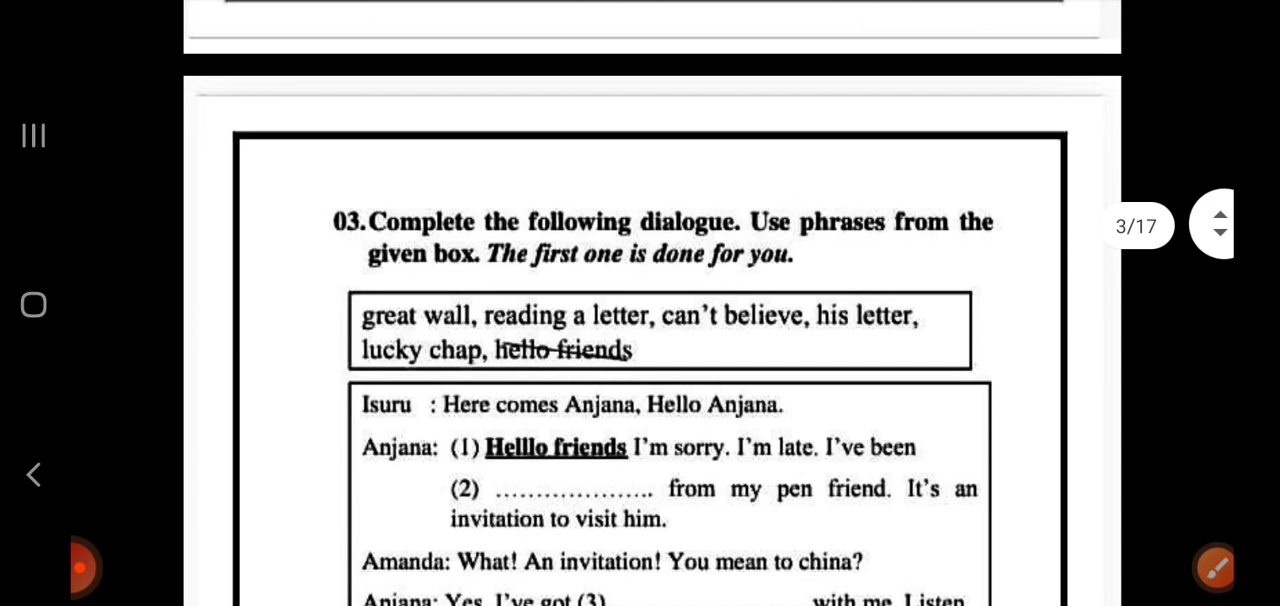 3/17
03. Complete the following dialogue. Use phrases from the
given box. The first one is done for you.
great wall, reading a letter, can't believe, his letter,
lucky chap, hello friends
Isuru : Here comes Anjana, Hello Anjana.
Anjana: (1) Helllo friends I'm sorry. I'm late. I've been
(2) .................... from my pen friend. It's an
invitation to visit him.
Amanda: What! An invitation! You mean to china?
Anjana: Yes, I've got (3) .................... with me. Listen